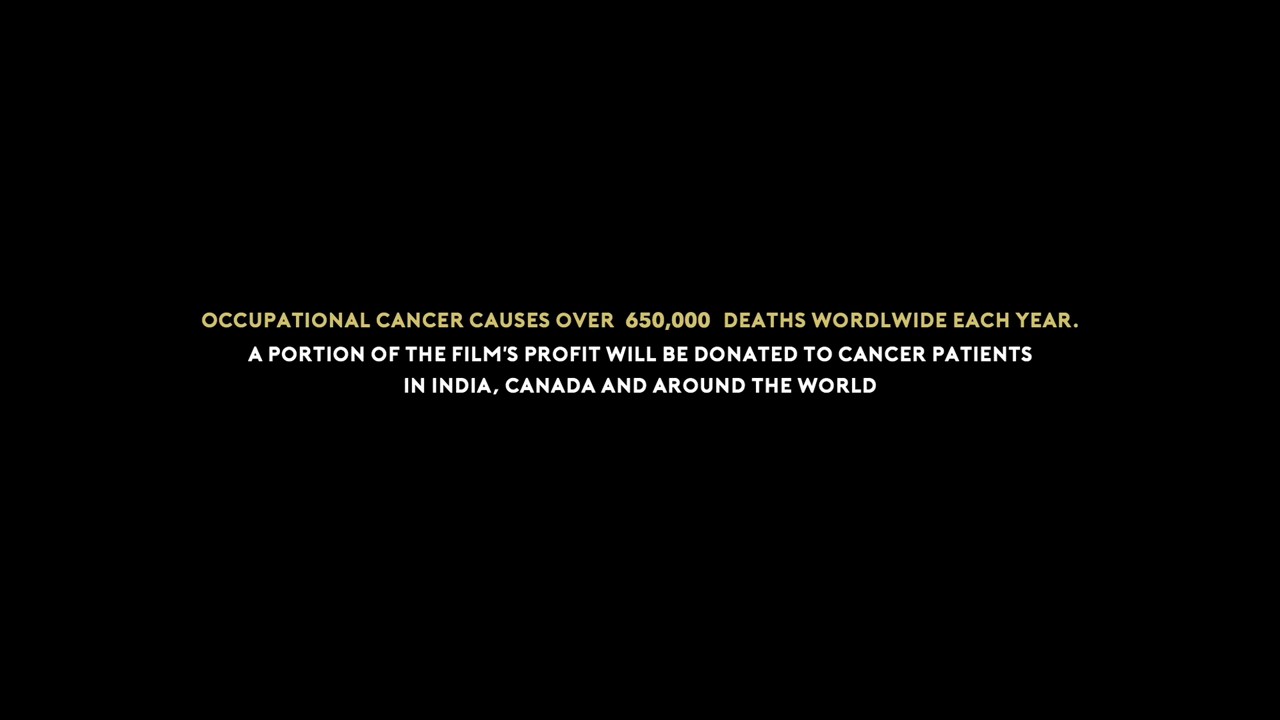 OCCUPATIONAL CANCER CAUSES OVER 650,000 DEATHS WORDLWIDE EACH YEAR.
A PORTION OF THE FILM'S PROFIT WILL BE DONATED TO CANCER PATIENTS
IN INDIA, CANADA AND AROUND THE WORLD